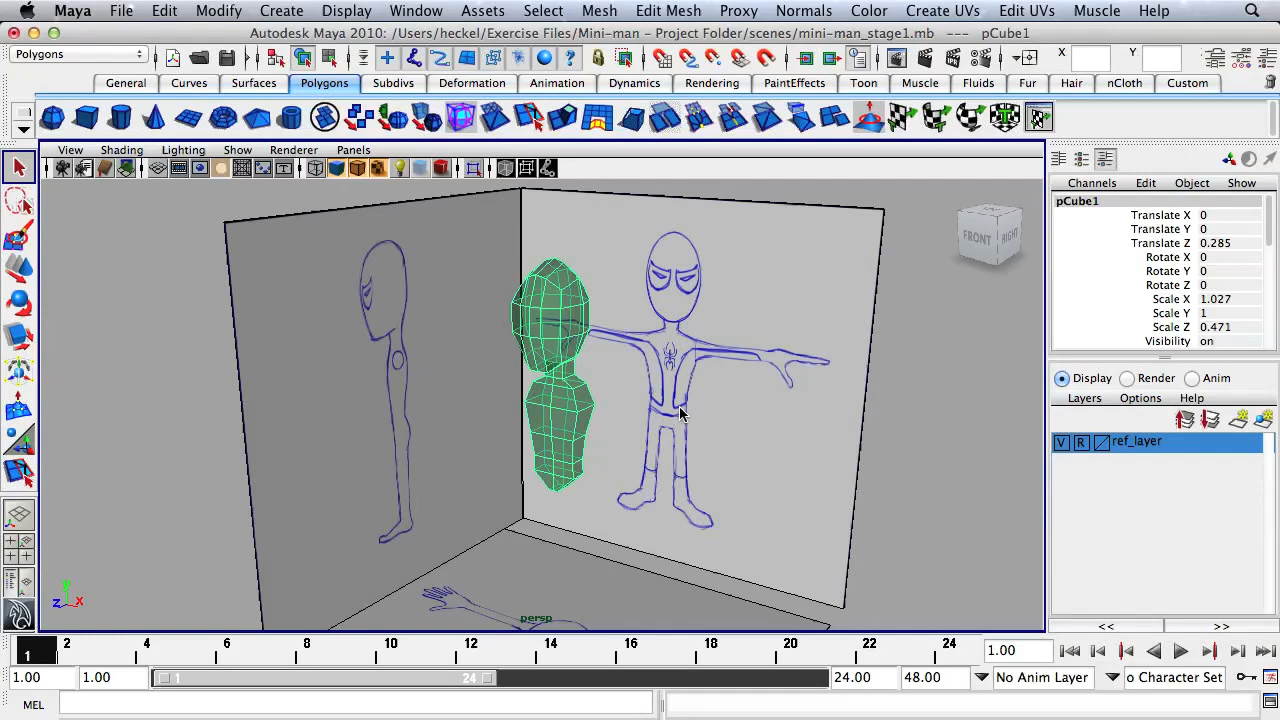 Maya File Edit Modify Create Display Window Assets Select Mesh Edit Mesh Proxy Normals Color Create UVs Edit UVs Muscle Help
Autodesk Maya 2010: /Users/heckel/Exercise Files/Mini-man - Project Folder/scenes/mini-man_stage1.mb --- pCube1
Polygons X Y
General Curves Surfaces Polygons Subdivs Deformation Animation Dynamics Rendering PaintEffects Toon Muscle Fluids Fur Hair nCloth Custom
View Shading Lighting Show Renderer Panels
Channels Edit Object Show
pCube1
Translate X 0
Translate Y 0
Translate Z 0.285
Rotate X 0
Rotate Y 0
Rotate Z 0
Scale X 1.027
Scale Y 1
Scale Z 0.471
Visibility on
FRONT RIGHT
Display Render Anim
Layers Options Help
V R ref_layer
y
z x
persp
<< >>
1 2 4 6 8 10 12 14 16 18 20 22 24 1.00
1.00 1.00 1 24 24.00 48.00 No Anim Layer o Character Set
MEL